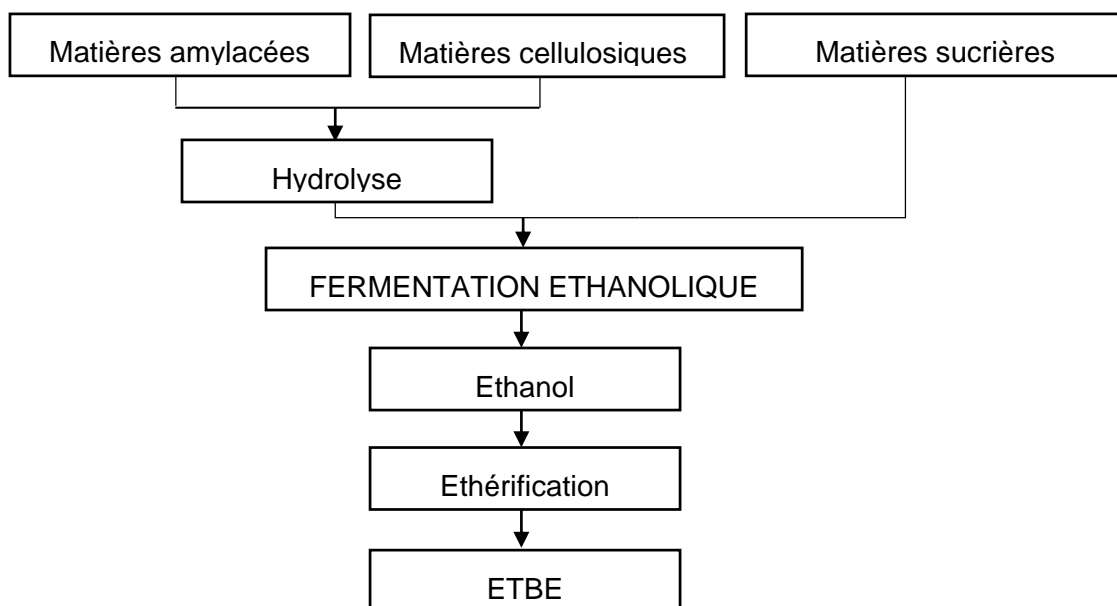 Matières amylacées
Matières cellulosiques
Matières sucrières
Hydrolyse
FERMENTATION ETHANOLIQUE
Ethanol
Ethérification
ETBE